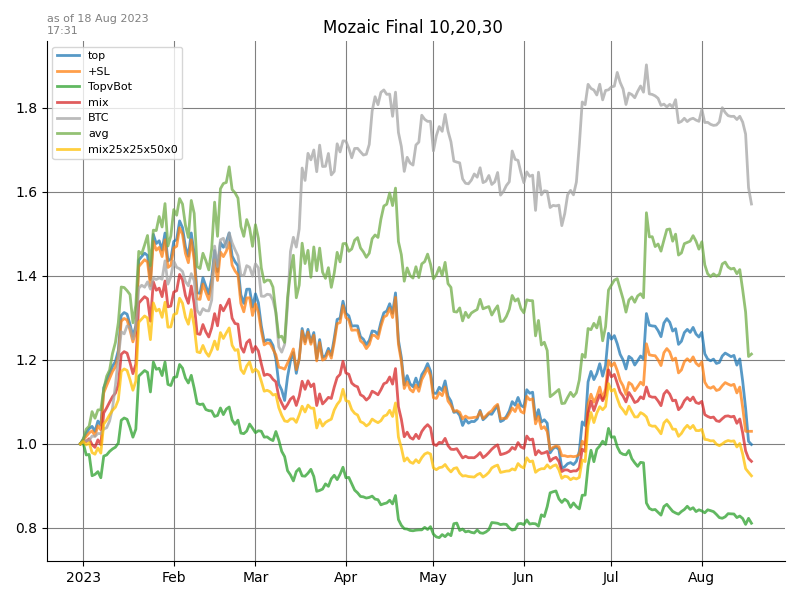 as of 18 Aug 2023
17:31
Mozaic Final 10,20,30
top
+SL
TopvBot
mix
BTC
avg
mix25x25x50x0
1.8
1.6
1.4
1.2
1.0
0.8
2023 Feb Mar Apr May Jun Jul Aug